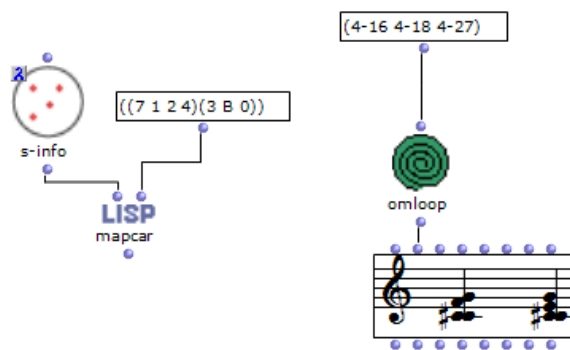 (4-16 4-18 4-27)
((7 1 2 4)(3 B 0))
s-info
LISP
mapcar
omloop